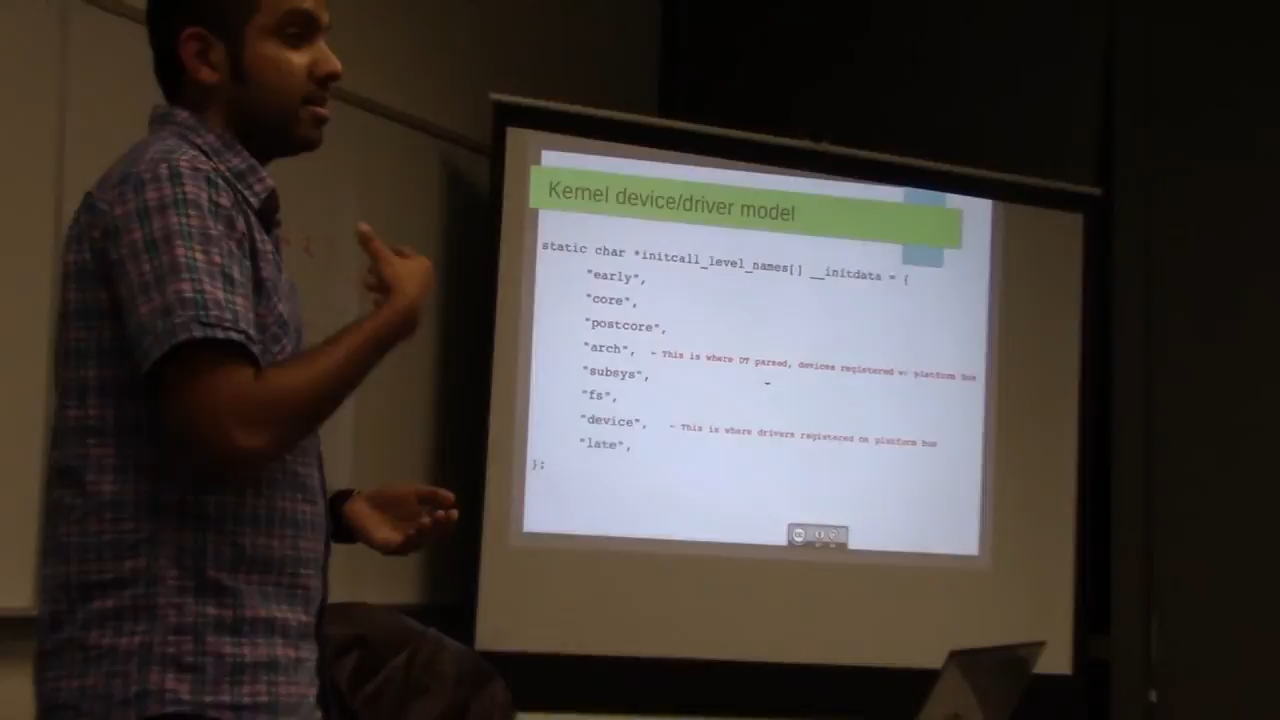 Kernel device/driver model
static char *initcall_level_names[] __initdata = {
"early",
"core",
"postcore",
"arch", - This is where DT parsed, devices registered w: platform bus
"subsys",
"fs",
"device", - This is where drivers registered on platform bus
"late",
};
cc